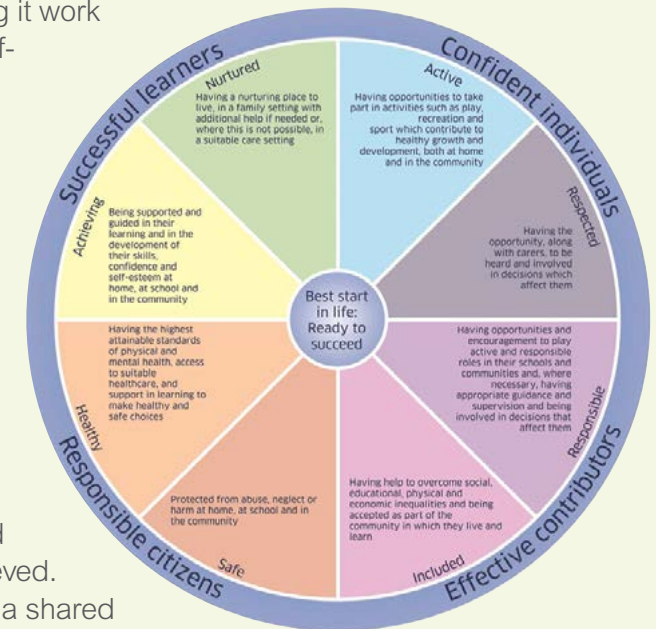 g it work
f-
Successful learners
Confident individuals
Nurtured
Having a nurturing place to
live, in a family setting with
additional help if needed or,
where this is not possible, in
a suitable care setting
Active
Having opportunities to take
part in activities such as play,
recreation and
sport which contribute to
healthy growth and
development, both at home
and in the community
Respected
Having the
opportunity, along
with carers, to be
heard and involved
in decisions which
affect them
Responsible
Having opportunities and
encouragement to play
active and responsible
roles in their schools and
communities and, where
necessary, having
appropriate guidance and
supervision and being
involved in decisions that
affect them
Included
Having help to overcome social,
educational, physical and
economic inequalities and being
accepted as part of the
community in which they live and
learn
Safe
Protected from abuse, neglect or
harm at home, at school and in
the community
Healthy
Having the highest
attainable standards
of physical and
mental health, access
to suitable
healthcare, and
support in learning to
make healthy and
safe choices
Achieving
Being supported and
guided in their
learning and in the
development of
their skills,
confidence and
self-esteem at
home, at school and
in the community
Best start
in life:
Ready to
succeed
Responsible citizens
Effective contributors
d
eved.
a shared